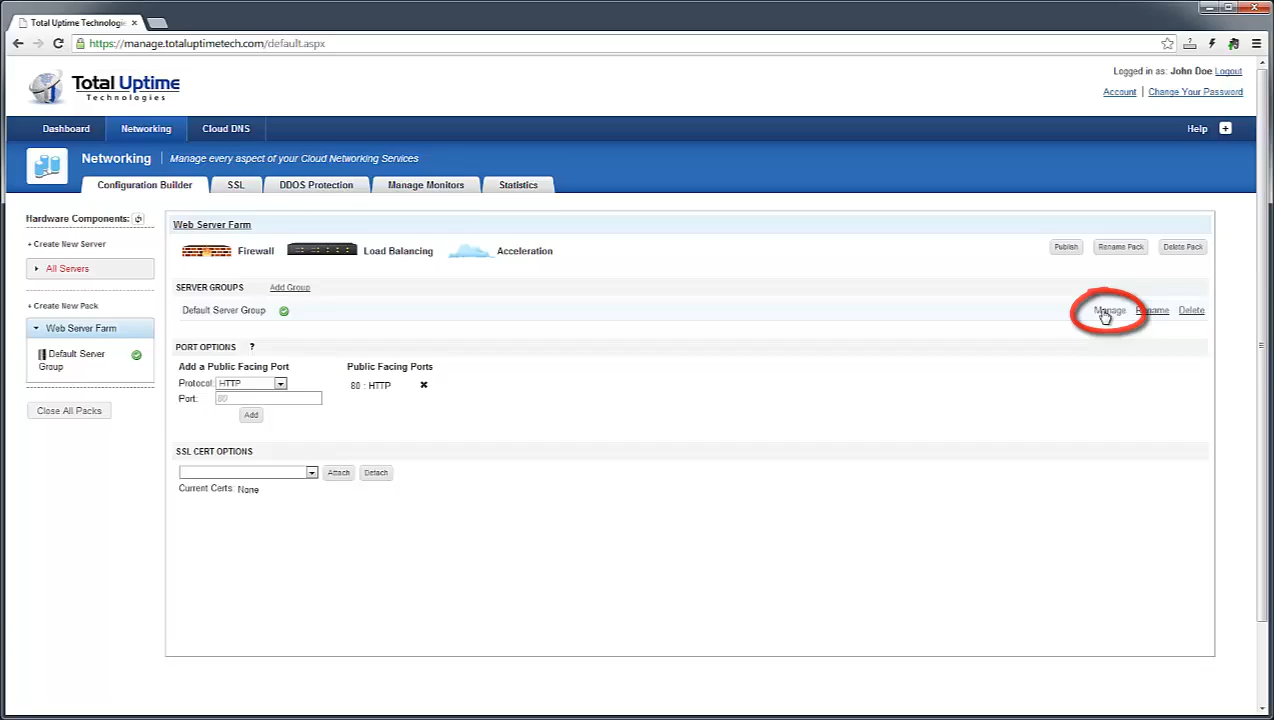 Total Uptime Technologie
https://manage.totaluptimetech.com/default.aspx
Total Uptime
Technologies
Logged in as: John Doe Logout
Account | Change Your Password
Dashboard Networking Cloud DNS Help +
Networking | Manage every aspect of your Cloud Networking Services
Configuration Builder SSL DDOS Protection Manage Monitors Statistics
Hardware Components:
+ Create New Server
All Servers
+ Create New Pack
Web Server Farm
Default Server
Group
Close All Packs
Web Server Farm
Firewall Load Balancing Acceleration Publish Rename Pack Delete Pack
SERVER GROUPS Add Group
Default Server Group Manage Rename Delete
PORT OPTIONS ?
Add a Public Facing Port Public Facing Ports
Protocol: HTTP 80 : HTTP
Port: 80
Add
SSL CERT OPTIONS
Attach Detach
Current Certs: None